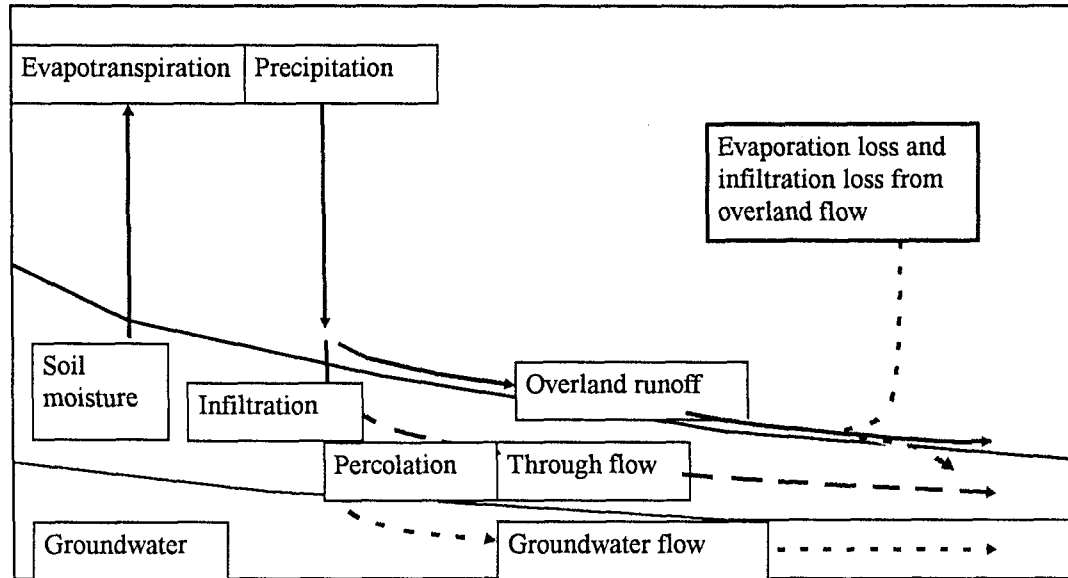 Evapotranspiration
Precipitation
Evaporation loss and
infiltration loss from
overland flow
Soil
moisture
Infiltration
Overland runoff
Percolation
Through flow
Groundwater
Groundwater flow